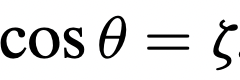 cos θ = ζ.